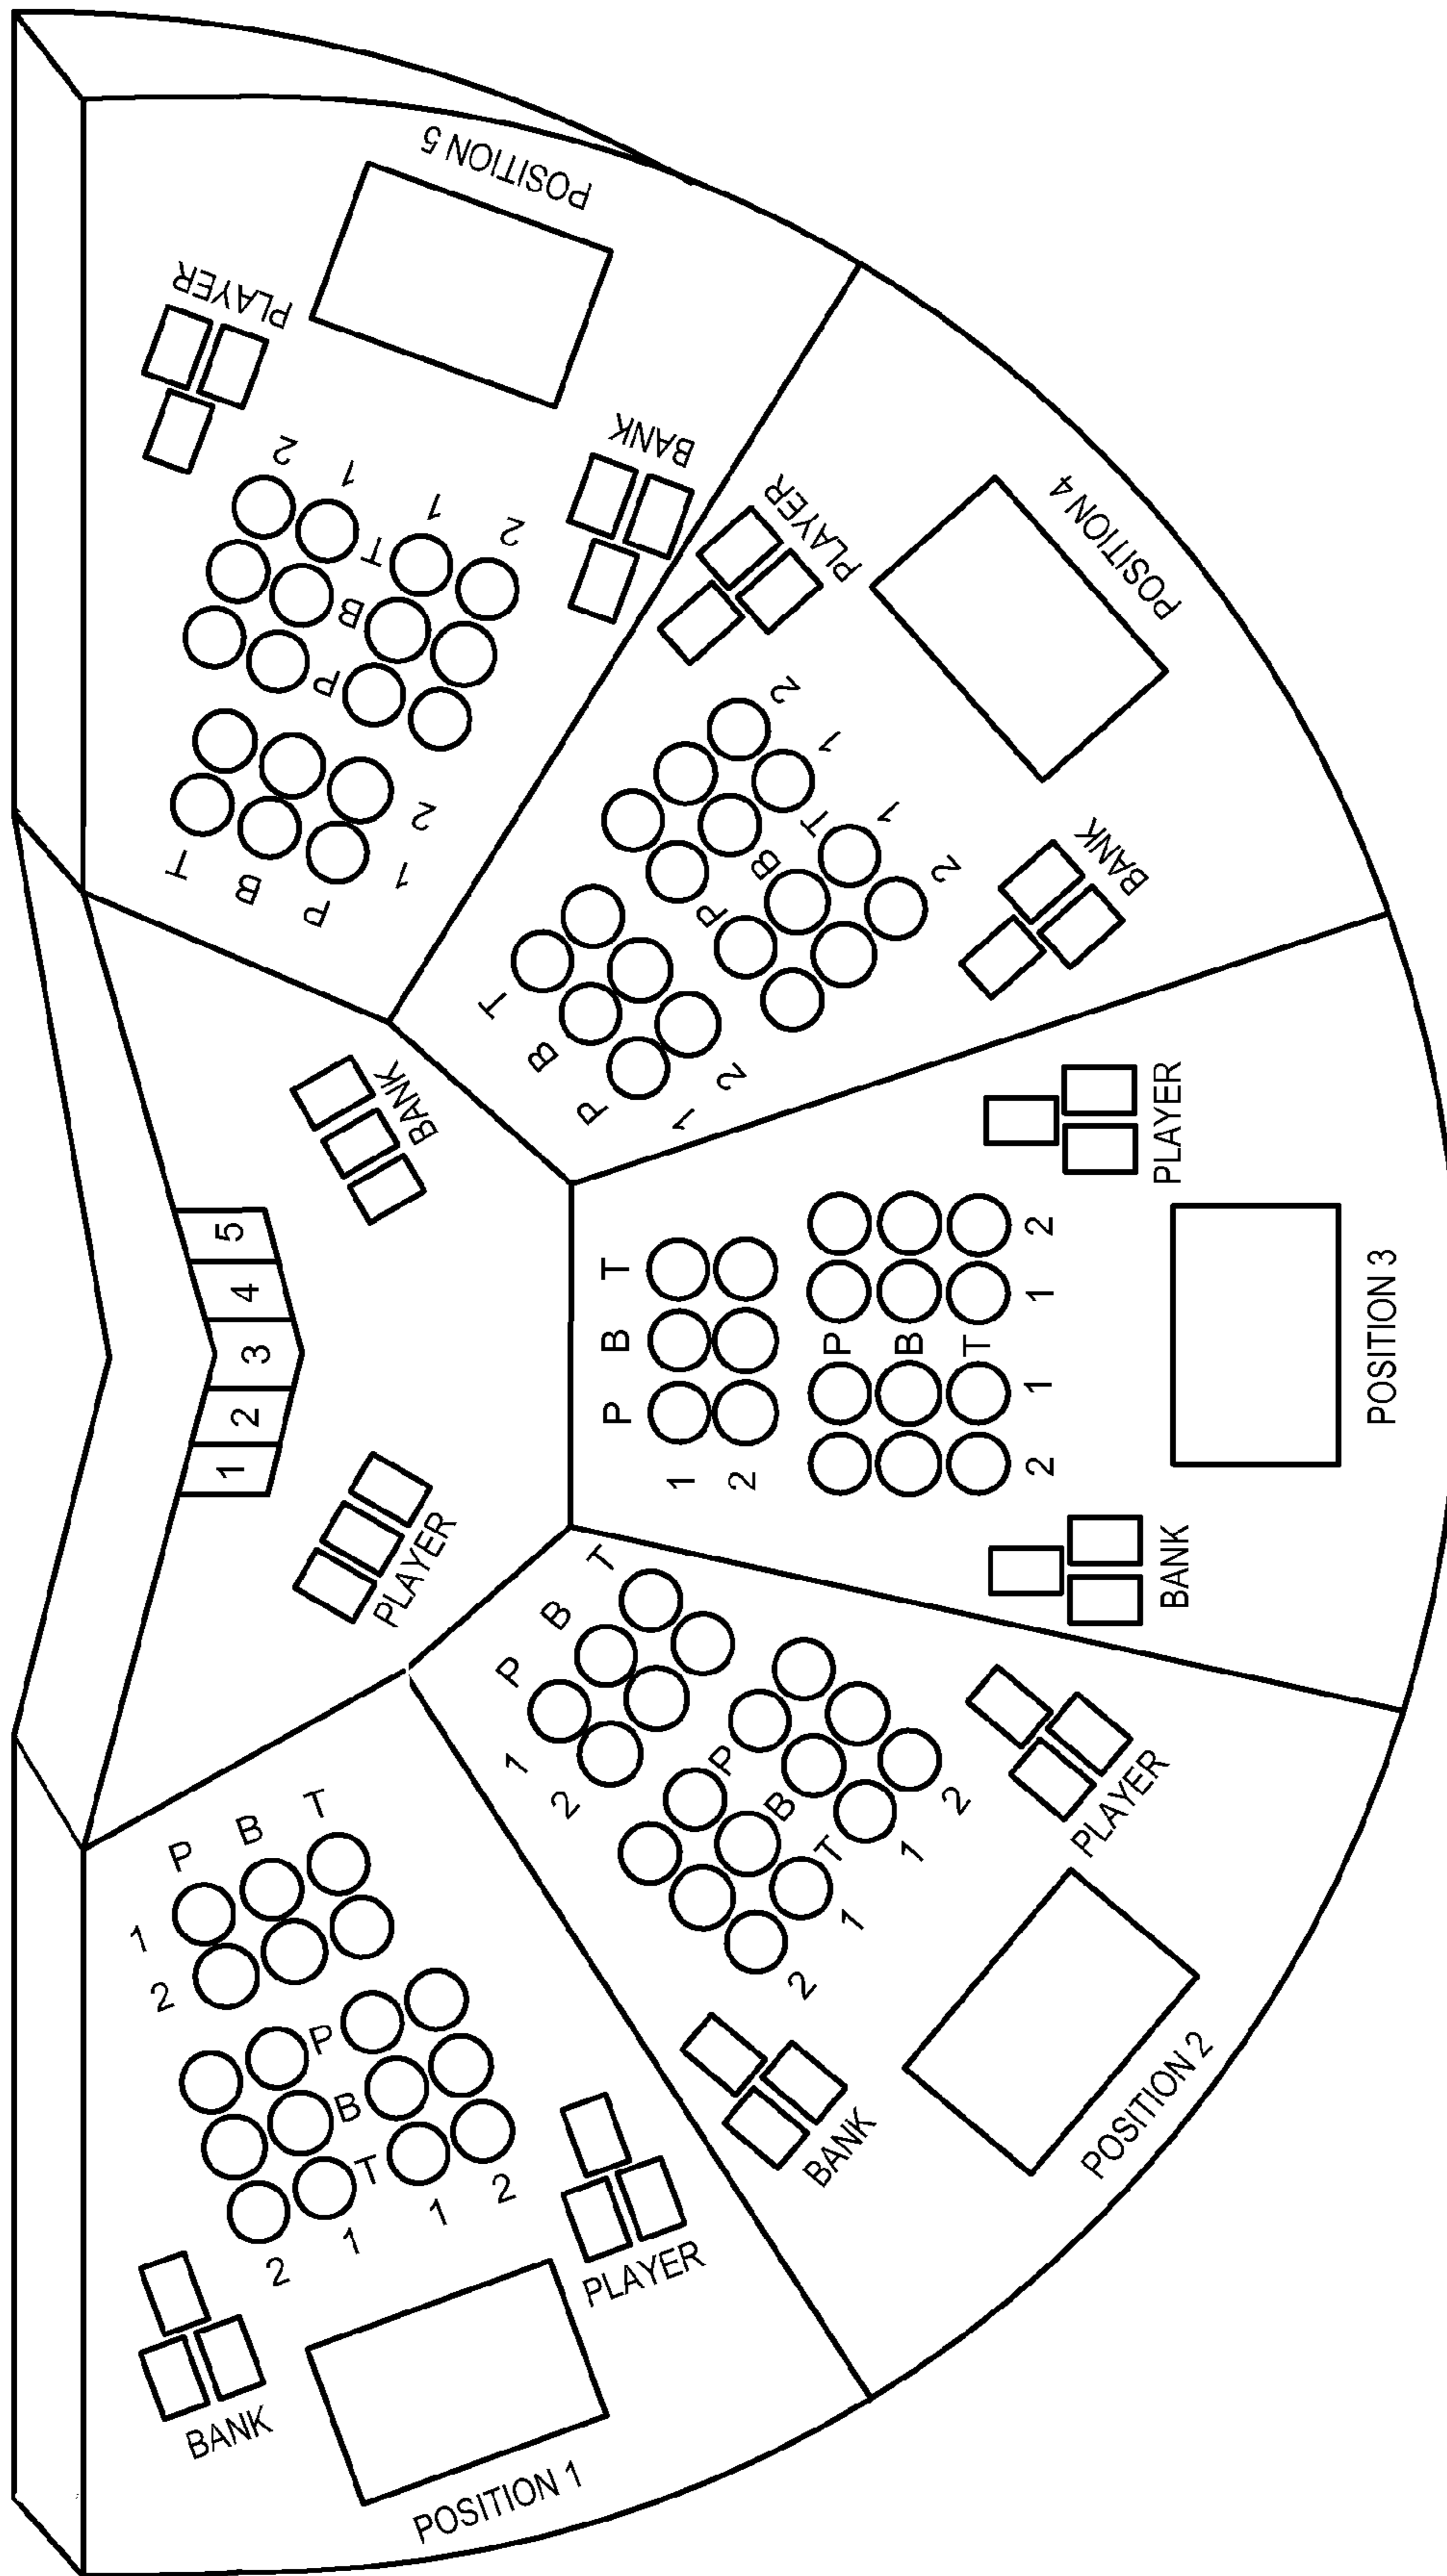 1 2 3 4 5
PLAYER
BANK
P B T
1
2
P
B
T
2 1 1 2
BANK
PLAYER
POSITION 1
P B T
1
2
P
B
T
2 1 1 2
BANK
PLAYER
POSITION 2
P B T
1
2
P
B
T
2 1 1 2
BANK
PLAYER
POSITION 3
P B T
1
2
P
B
T
2 1 1 2
BANK
PLAYER
POSITION 4
P B T
1
2
P
B
T
2 1 1 2
BANK
PLAYER
POSITION 5